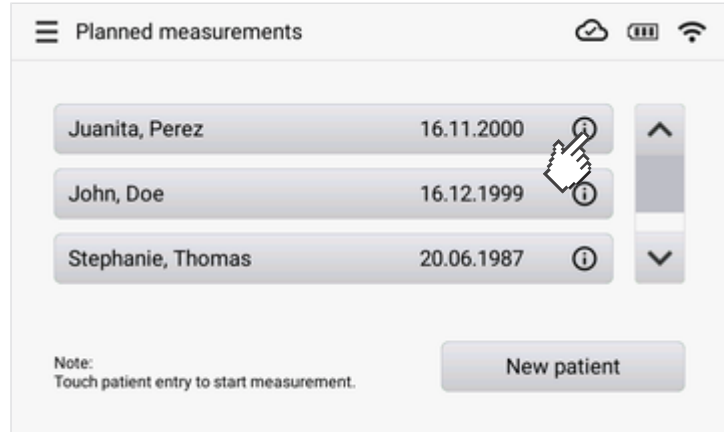 Planned measurements
Juanita, Perez 16.11.2000
John, Doe 16.12.1999
Stephanie, Thomas 20.06.1987
Note:
Touch patient entry to start measurement.
New patient